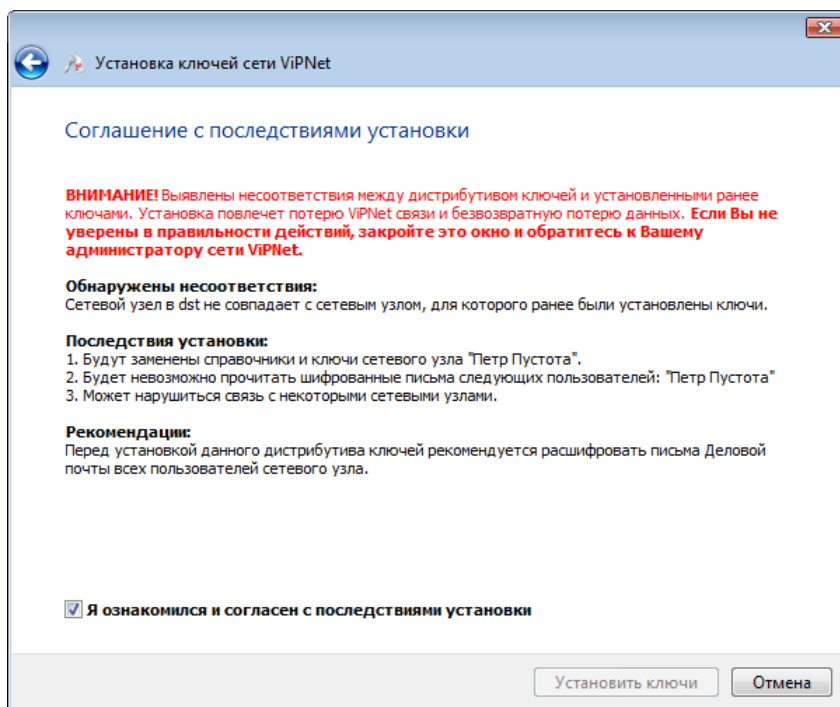 Установка ключей сети ViPNet
Соглашение с последствиями установки
ВНИМАНИЕ! Выявлены несоответствия между дистрибутивом ключей и установленными ранее
ключами. Установка повлечет потерю ViPNet связи и безвозвратную потерю данных. Если Вы не
уверены в правильности действий, закройте это окно и обратитесь к Вашему
администратору сети ViPNet.
Обнаружены несоответствия:
Сетевой узел в dst не совпадает с сетевым узлом, для которого ранее были установлены ключи.
Последствия установки:
1. Будут заменены справочники и ключи сетевого узла "Петр Пустота".
2. Будет невозможно прочитать шифрованные письма следующих пользователей: "Петр Пустота"
3. Может нарушиться связь с некоторыми сетевыми узлами.
Рекомендации:
Перед установкой данного дистрибутива ключей рекомендуется расшифровать письма Деловой
почты всех пользователей сетевого узла.
Я ознакомился и согласен с последствиями установки
Установить ключи
Отмена